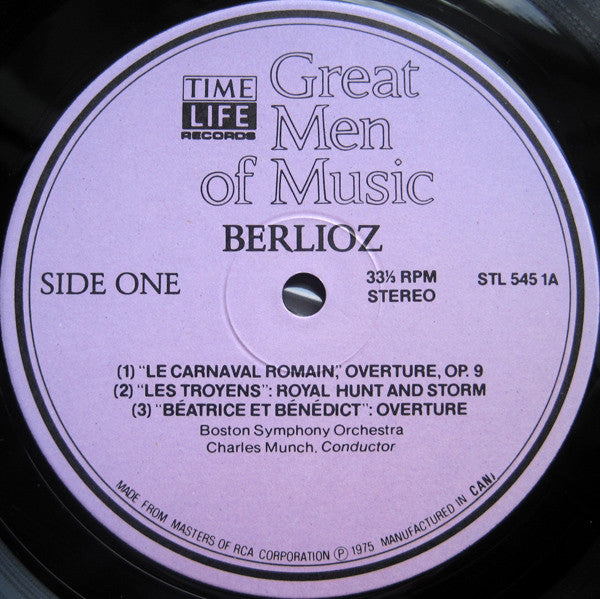 TIME
LIFE
RECORDS
Great
Men
of Music
BERLIOZ
SIDE ONE
33⅓ RPM
STEREO
STL 545 1A
(1) "LE CARNAVAL ROMAIN", OVERTURE, OP. 9
(2) "LES TROYENS": ROYAL HUNT AND STORM
(3) "BÉATRICE ET BÉNÉDICT": OVERTURE
Boston Symphony Orchestra
Charles Munch, Conductor
MADE FROM MASTERS OF RCA CORPORATION ℗ 1975 MANUFACTURED IN